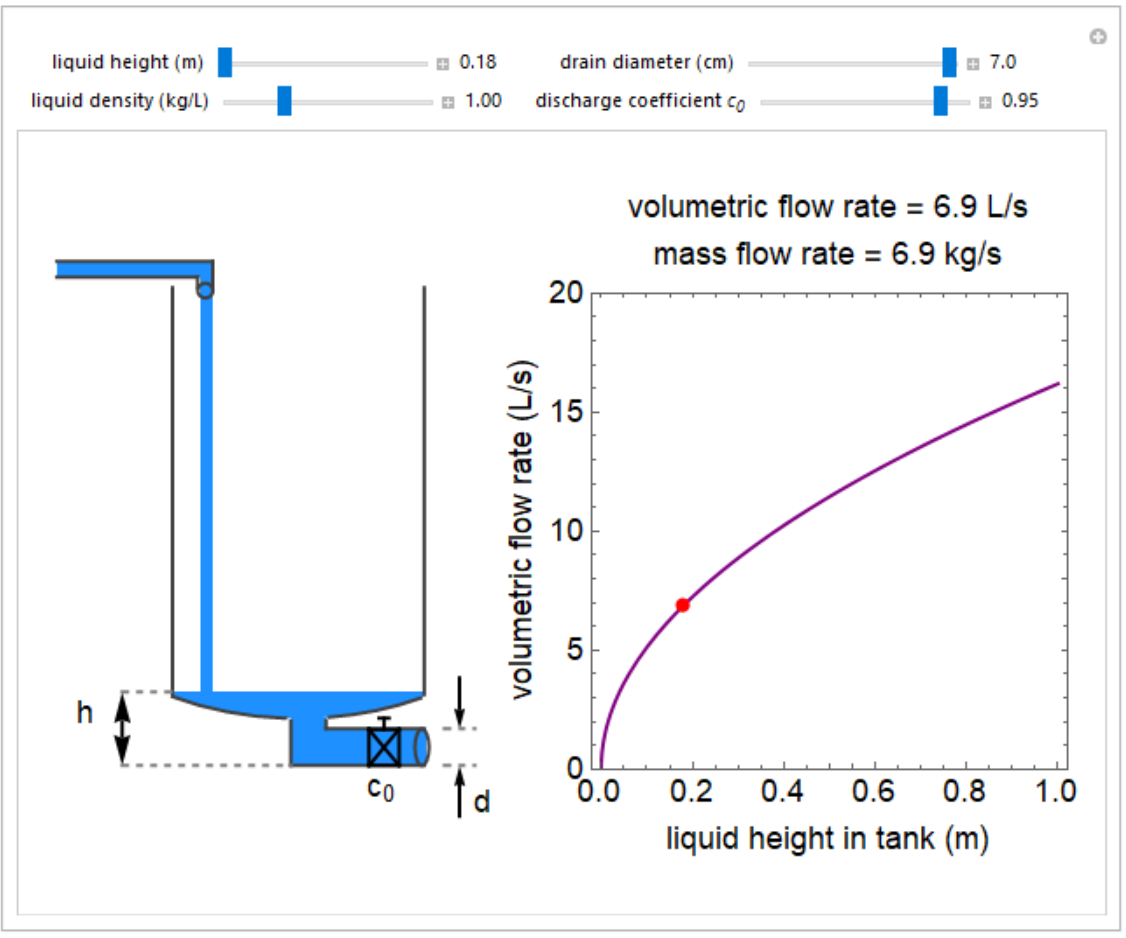 liquid height (m) 0.18 drain diameter (cm) 7.0
liquid density (kg/L) 1.00 discharge coefficient c₀ 0.95
volumetric flow rate = 6.9 L/s
mass flow rate = 6.9 kg/s
volumetric flow rate (L/s)
20
15
10
5
0
0.0 0.2 0.4 0.6 0.8 1.0
liquid height in tank (m)
h
c₀
d